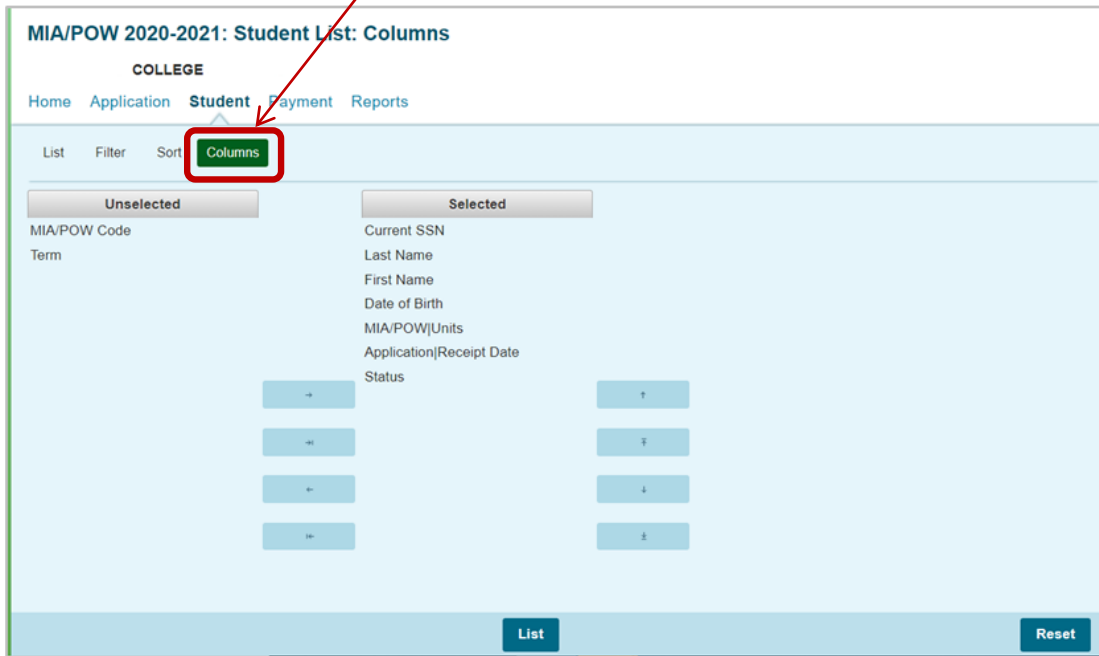 MIA/POW 2020-2021: Student List: Columns
COLLEGE
Home Application Student Payment Reports
List Filter Sort Columns
Unselected Selected
MIA/POW Code Current SSN
Term Last Name
First Name
Date of Birth
MIA/POW|Units
Application|Receipt Date
Status
List Reset